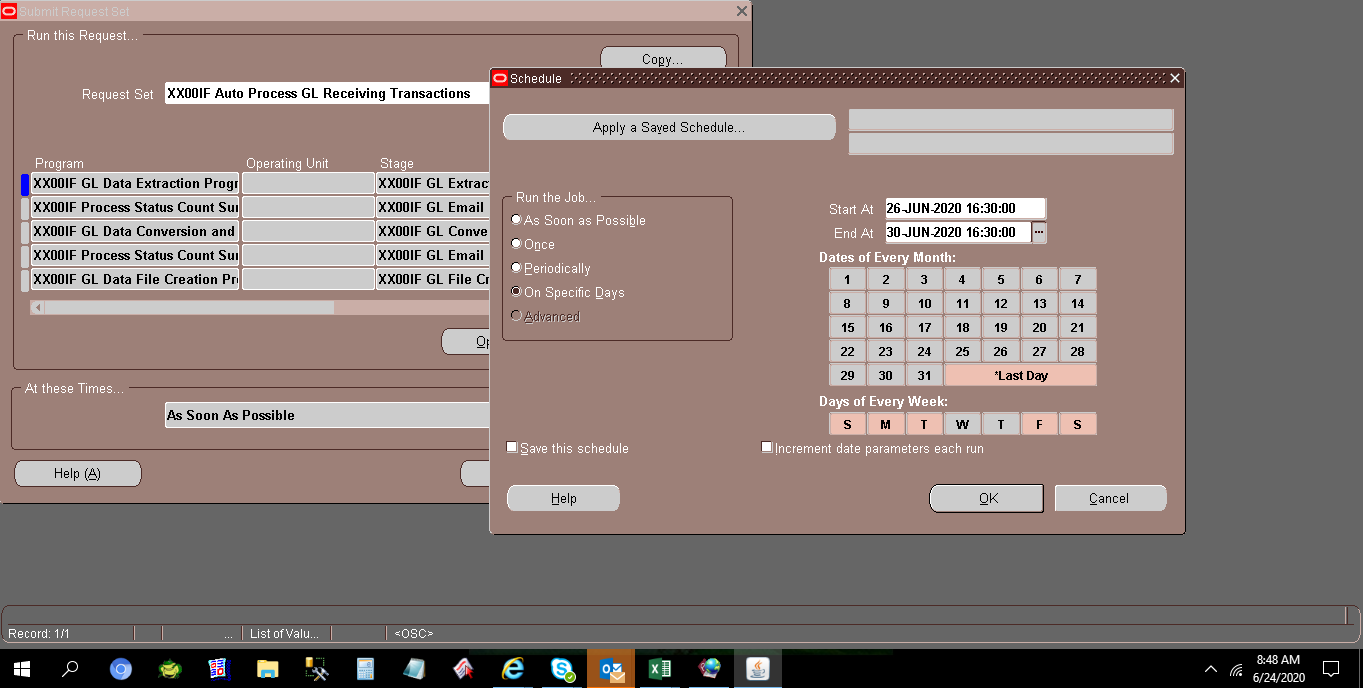 Submit Request Set
Run this Request...
Copy...
Request Set XX00IF Auto Process GL Receiving Transactions
Program Operating Unit Stage
XX00IF GL Data Extraction Progr XX00IF GL Extrac
XX00IF Process Status Count Sur XX00IF GL Email
XX00IF GL Data Conversion and XX00IF GL Conve
XX00IF Process Status Count Sur XX00IF GL Email
XX00IF GL Data File Creation Pr XX00IF GL File Cr
Op
At these Times...
As Soon As Possible
Help (A)
Schedule
Apply a Saved Schedule...
Run the Job...
As Soon as Possible
Once
Periodically
On Specific Days
Advanced
Start At 26-JUN-2020 16:30:00
End At 30-JUN-2020 16:30:00 ...
Dates of Every Month:
1 2 3 4 5 6 7
8 9 10 11 12 13 14
15 16 17 18 19 20 21
22 23 24 25 26 27 28
29 30 31 *Last Day
Days of Every Week:
S M T W T F S
Save this schedule
Increment date parameters each run
Help OK Cancel
Record: 1/1 ... List of Valu... <OSC>
8:48 AM
6/24/2020